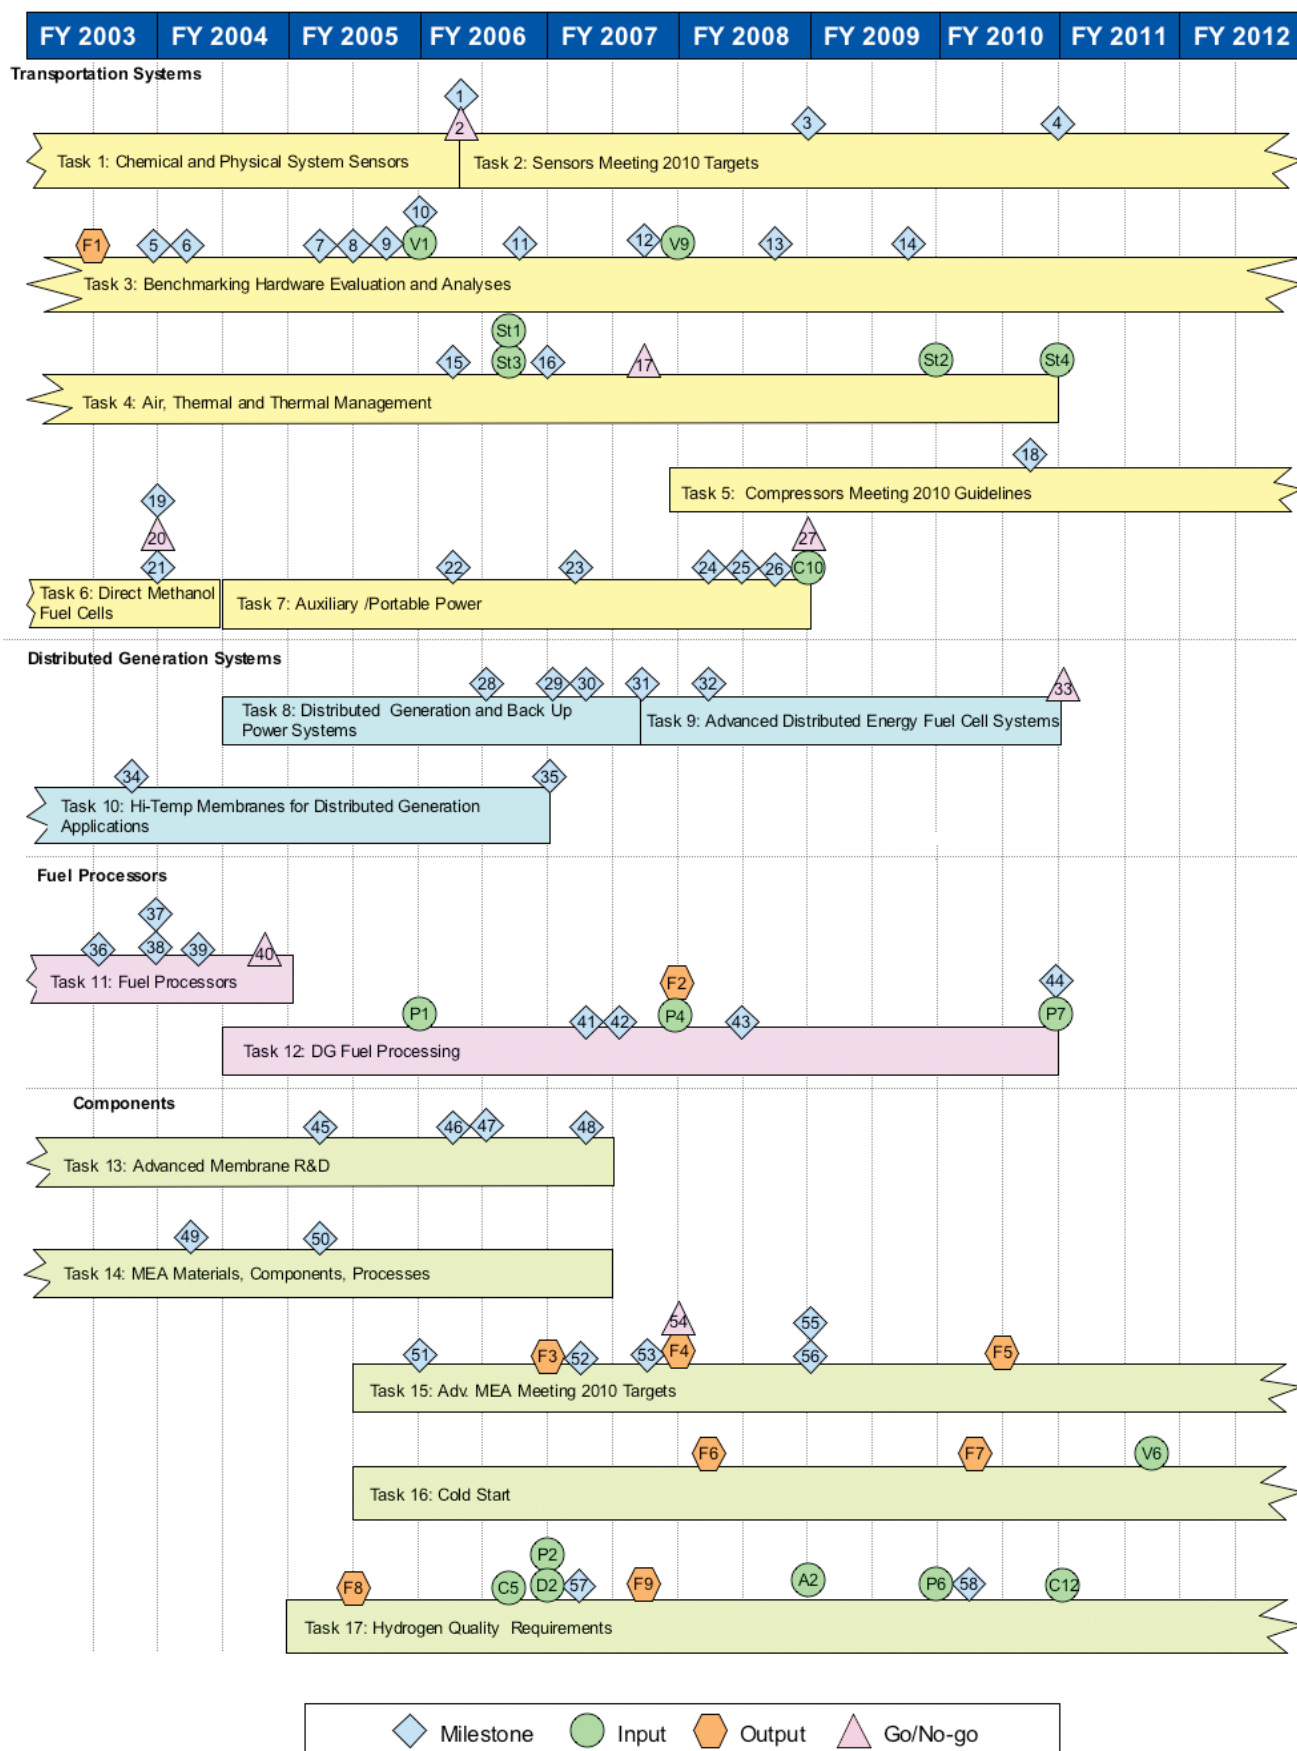 FY 2003 FY 2004 FY 2005 FY 2006 FY 2007 FY 2008 FY 2009 FY 2010 FY 2011 FY 2012
Transportation Systems
1
2 3 4
Task 1: Chemical and Physical System Sensors Task 2: Sensors Meeting 2010 Targets
10
F1 5 6 7 8 9 V1 11 12 V9 13 14
Task 3: Benchmarking Hardware Evaluation and Analyses
St1
15 St3 16 17 St2 St4
Task 4: Air, Thermal and Thermal Management
18
Task 5: Compressors Meeting 2010 Guidelines
19
20 27
21 22 23 24 25 26 C10
Task 6: Direct Methanol
Fuel Cells
Task 7: Auxiliary /Portable Power
Distributed Generation Systems
28 29 30 31 32 33
Task 8: Distributed Generation and Back Up
Power Systems
Task 9: Advanced Distributed Energy Fuel Cell Systems
34 35
Task 10: Hi-Temp Membranes for Distributed Generation
Applications
Fuel Processors
37
36 38 39 40
Task 11: Fuel Processors
F2 44
P1 41 42 P4 43 P7
Task 12: DG Fuel Processing
Components
45 46 47 48
Task 13: Advanced Membrane R&D
49 50
Task 14: MEA Materials, Components, Processes
54 55
51 F3 52 53 F4 56 F5
Task 15: Adv. MEA Meeting 2010 Targets
F6 F7 V6
Task 16: Cold Start
P2
F8 C5 D2 57 F9 A2 P6 58 C12
Task 17: Hydrogen Quality Requirements
Milestone Input Output Go/No-go